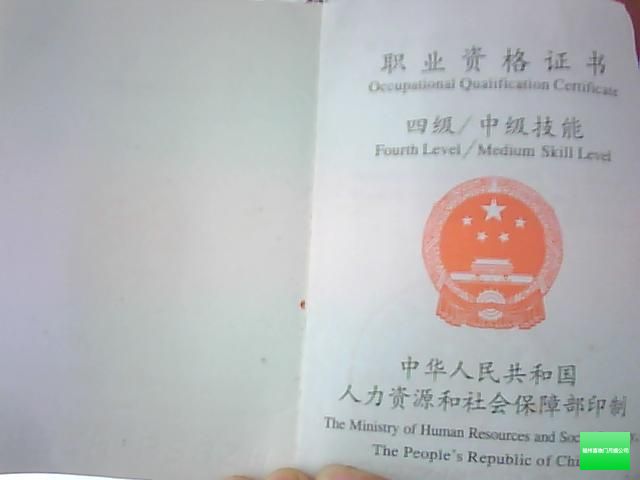 职业资格证书
Occupational Qualification Certificate
四级/中级技能
Fourth Level/Medium Skill Level
中华人民共和国
人力资源和社会保障部印制
The Ministry of Human Resources and
The People's Republic of